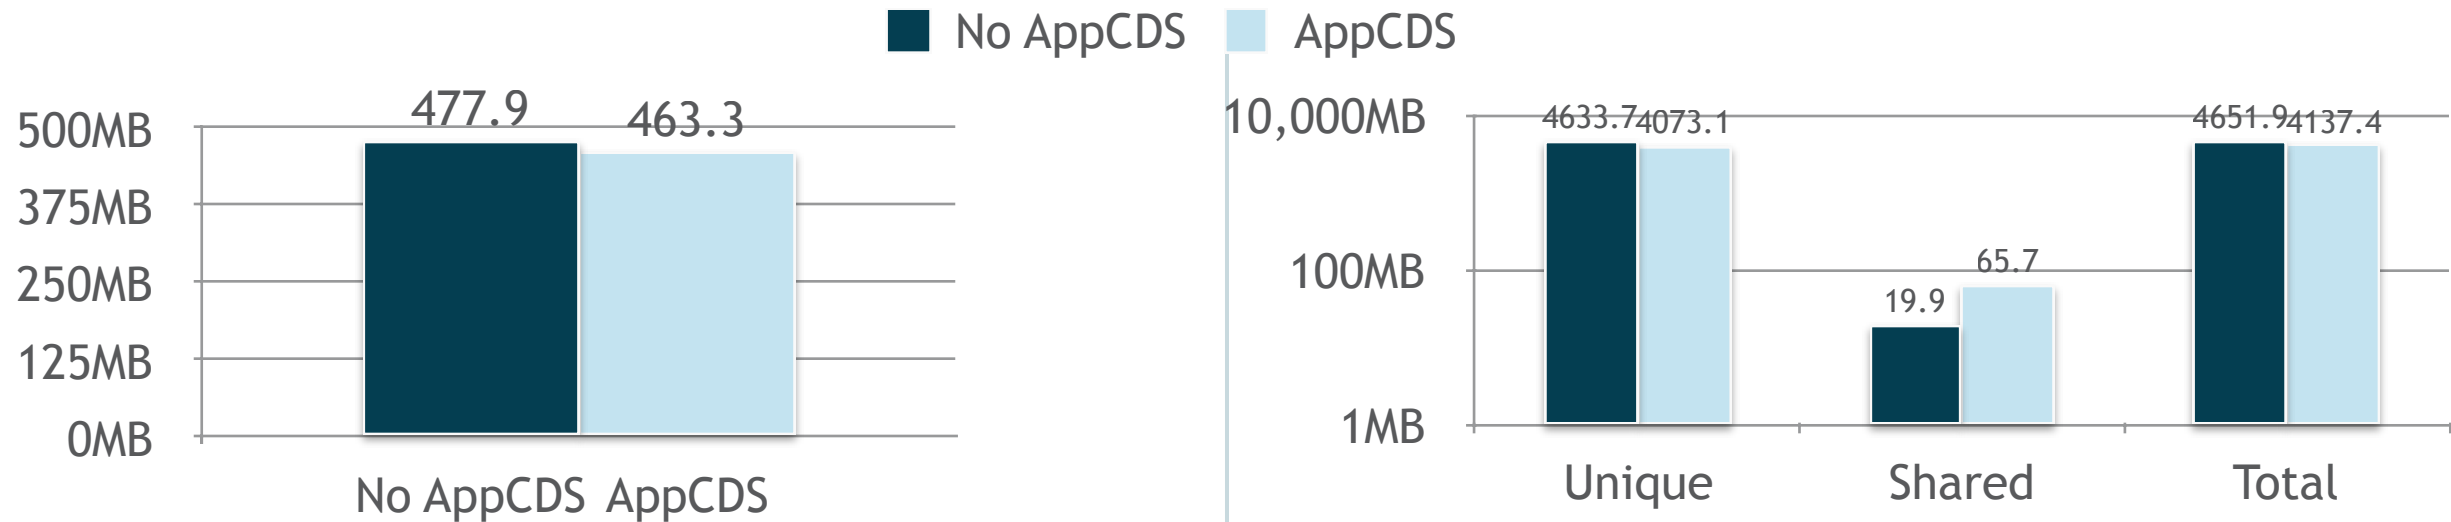 No AppCDS AppCDS
477.9 463.3
500MB
375MB
250MB
125MB
0MB
No AppCDS AppCDS
10,000MB
100MB
1MB
4633.7 4073.1
19.9 65.7
4651.9 4137.4
Unique Shared Total